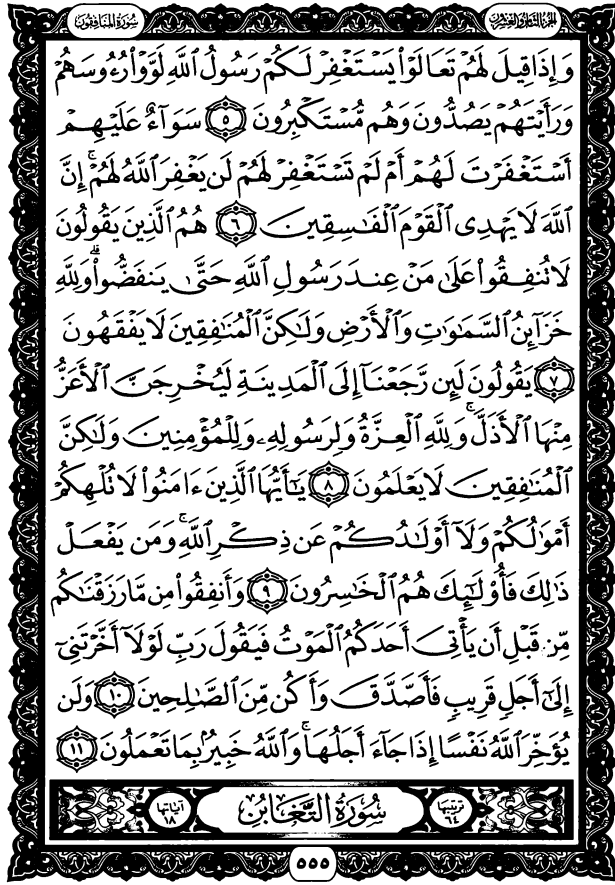 الجزء الثامن والعشرون
سورة المنافقون
وَإِذَا قِيلَ لَهُمْ تَعَالَوْا۟ يَسْتَغْفِرْ لَكُمْ رَسُولُ ٱللَّهِ لَوَّوْا۟ رُءُوسَهُمْ
وَرَأَيْتَهُمْ يَصُدُّونَ وَهُم مُّسْتَكْبِرُونَ ٥ سَوَآءٌ عَلَيْهِمْ
أَسْتَغْفَرْتَ لَهُمْ أَمْ لَمْ تَسْتَغْفِرْ لَهُمْ لَن يَغْفِرَ ٱللَّهُ لَهُمْ ۚ إِنَّ
ٱللَّهَ لَا يَهْدِى ٱلْقَوْمَ ٱلْفَـٰسِقِينَ ٦ هُمُ ٱلَّذِينَ يَقُولُونَ
لَا تُنفِقُوا۟ عَلَىٰ مَنْ عِندَ رَسُولِ ٱللَّهِ حَتَّىٰ يَنفَضُّوا۟ ۗ وَلِلَّهِ
خَزَآئِنُ ٱلسَّمَـٰوَٰتِ وَٱلْأَرْضِ وَلَـٰكِنَّ ٱلْمُنَـٰفِقِينَ لَا يَفْقَهُونَ
٧ يَقُولُونَ لَئِن رَّجَعْنَآ إِلَى ٱلْمَدِينَةِ لَيُخْرِجَنَّ ٱلْأَعَزُّ
مِنْهَا ٱلْأَذَلَّ ۚ وَلِلَّهِ ٱلْعِزَّةُ وَلِرَسُولِهِۦ وَلِلْمُؤْمِنِينَ وَلَـٰكِنَّ
ٱلْمُنَـٰفِقِينَ لَا يَعْلَمُونَ ٨ يَـٰٓأَيُّهَا ٱلَّذِينَ ءَامَنُوا۟ لَا تُلْهِكُمْ
أَمْوَٰلُكُمْ وَلَآ أَوْلَـٰدُكُمْ عَن ذِكْرِ ٱللَّهِ ۚ وَمَن يَفْعَلْ
ذَٰلِكَ فَأُو۟لَـٰٓئِكَ هُمُ ٱلْخَـٰسِرُونَ ٩ وَأَنفِقُوا۟ مِن مَّا رَزَقْنَـٰكُم
مِّن قَبْلِ أَن يَأْتِىَ أَحَدَكُمُ ٱلْمَوْتُ فَيَقُولَ رَبِّ لَوْلَآ أَخَّرْتَنِىٓ
إِلَىٰٓ أَجَلٍ قَرِيبٍ فَأَصَّدَّقَ وَأَكُن مِّنَ ٱلصَّـٰلِحِينَ ١٠ وَلَن
يُؤَخِّرَ ٱللَّهُ نَفْسًا إِذَا جَآءَ أَجَلُهَا ۚ وَٱللَّهُ خَبِيرٌۢ بِمَا تَعْمَلُونَ ١١
ترتيبها ٦٤ سُورَةُ التَّغَابُن آياتها ١٨
٥٥٥